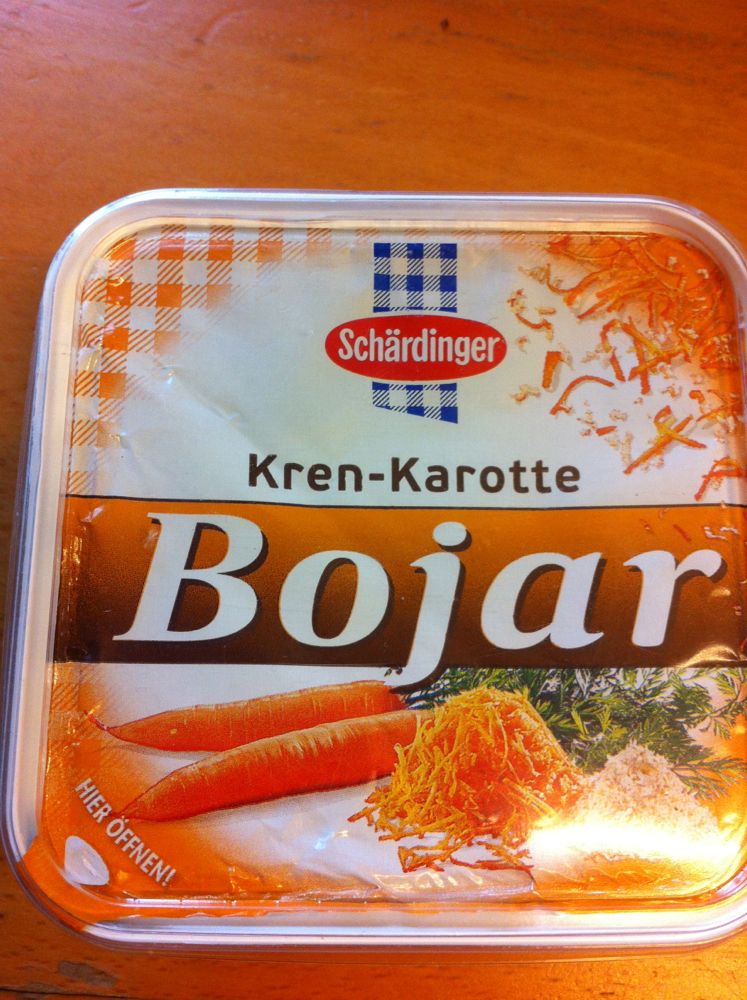 Schärdinger
Kren-Karotte
Bojar
HIER ÖFFNEN!